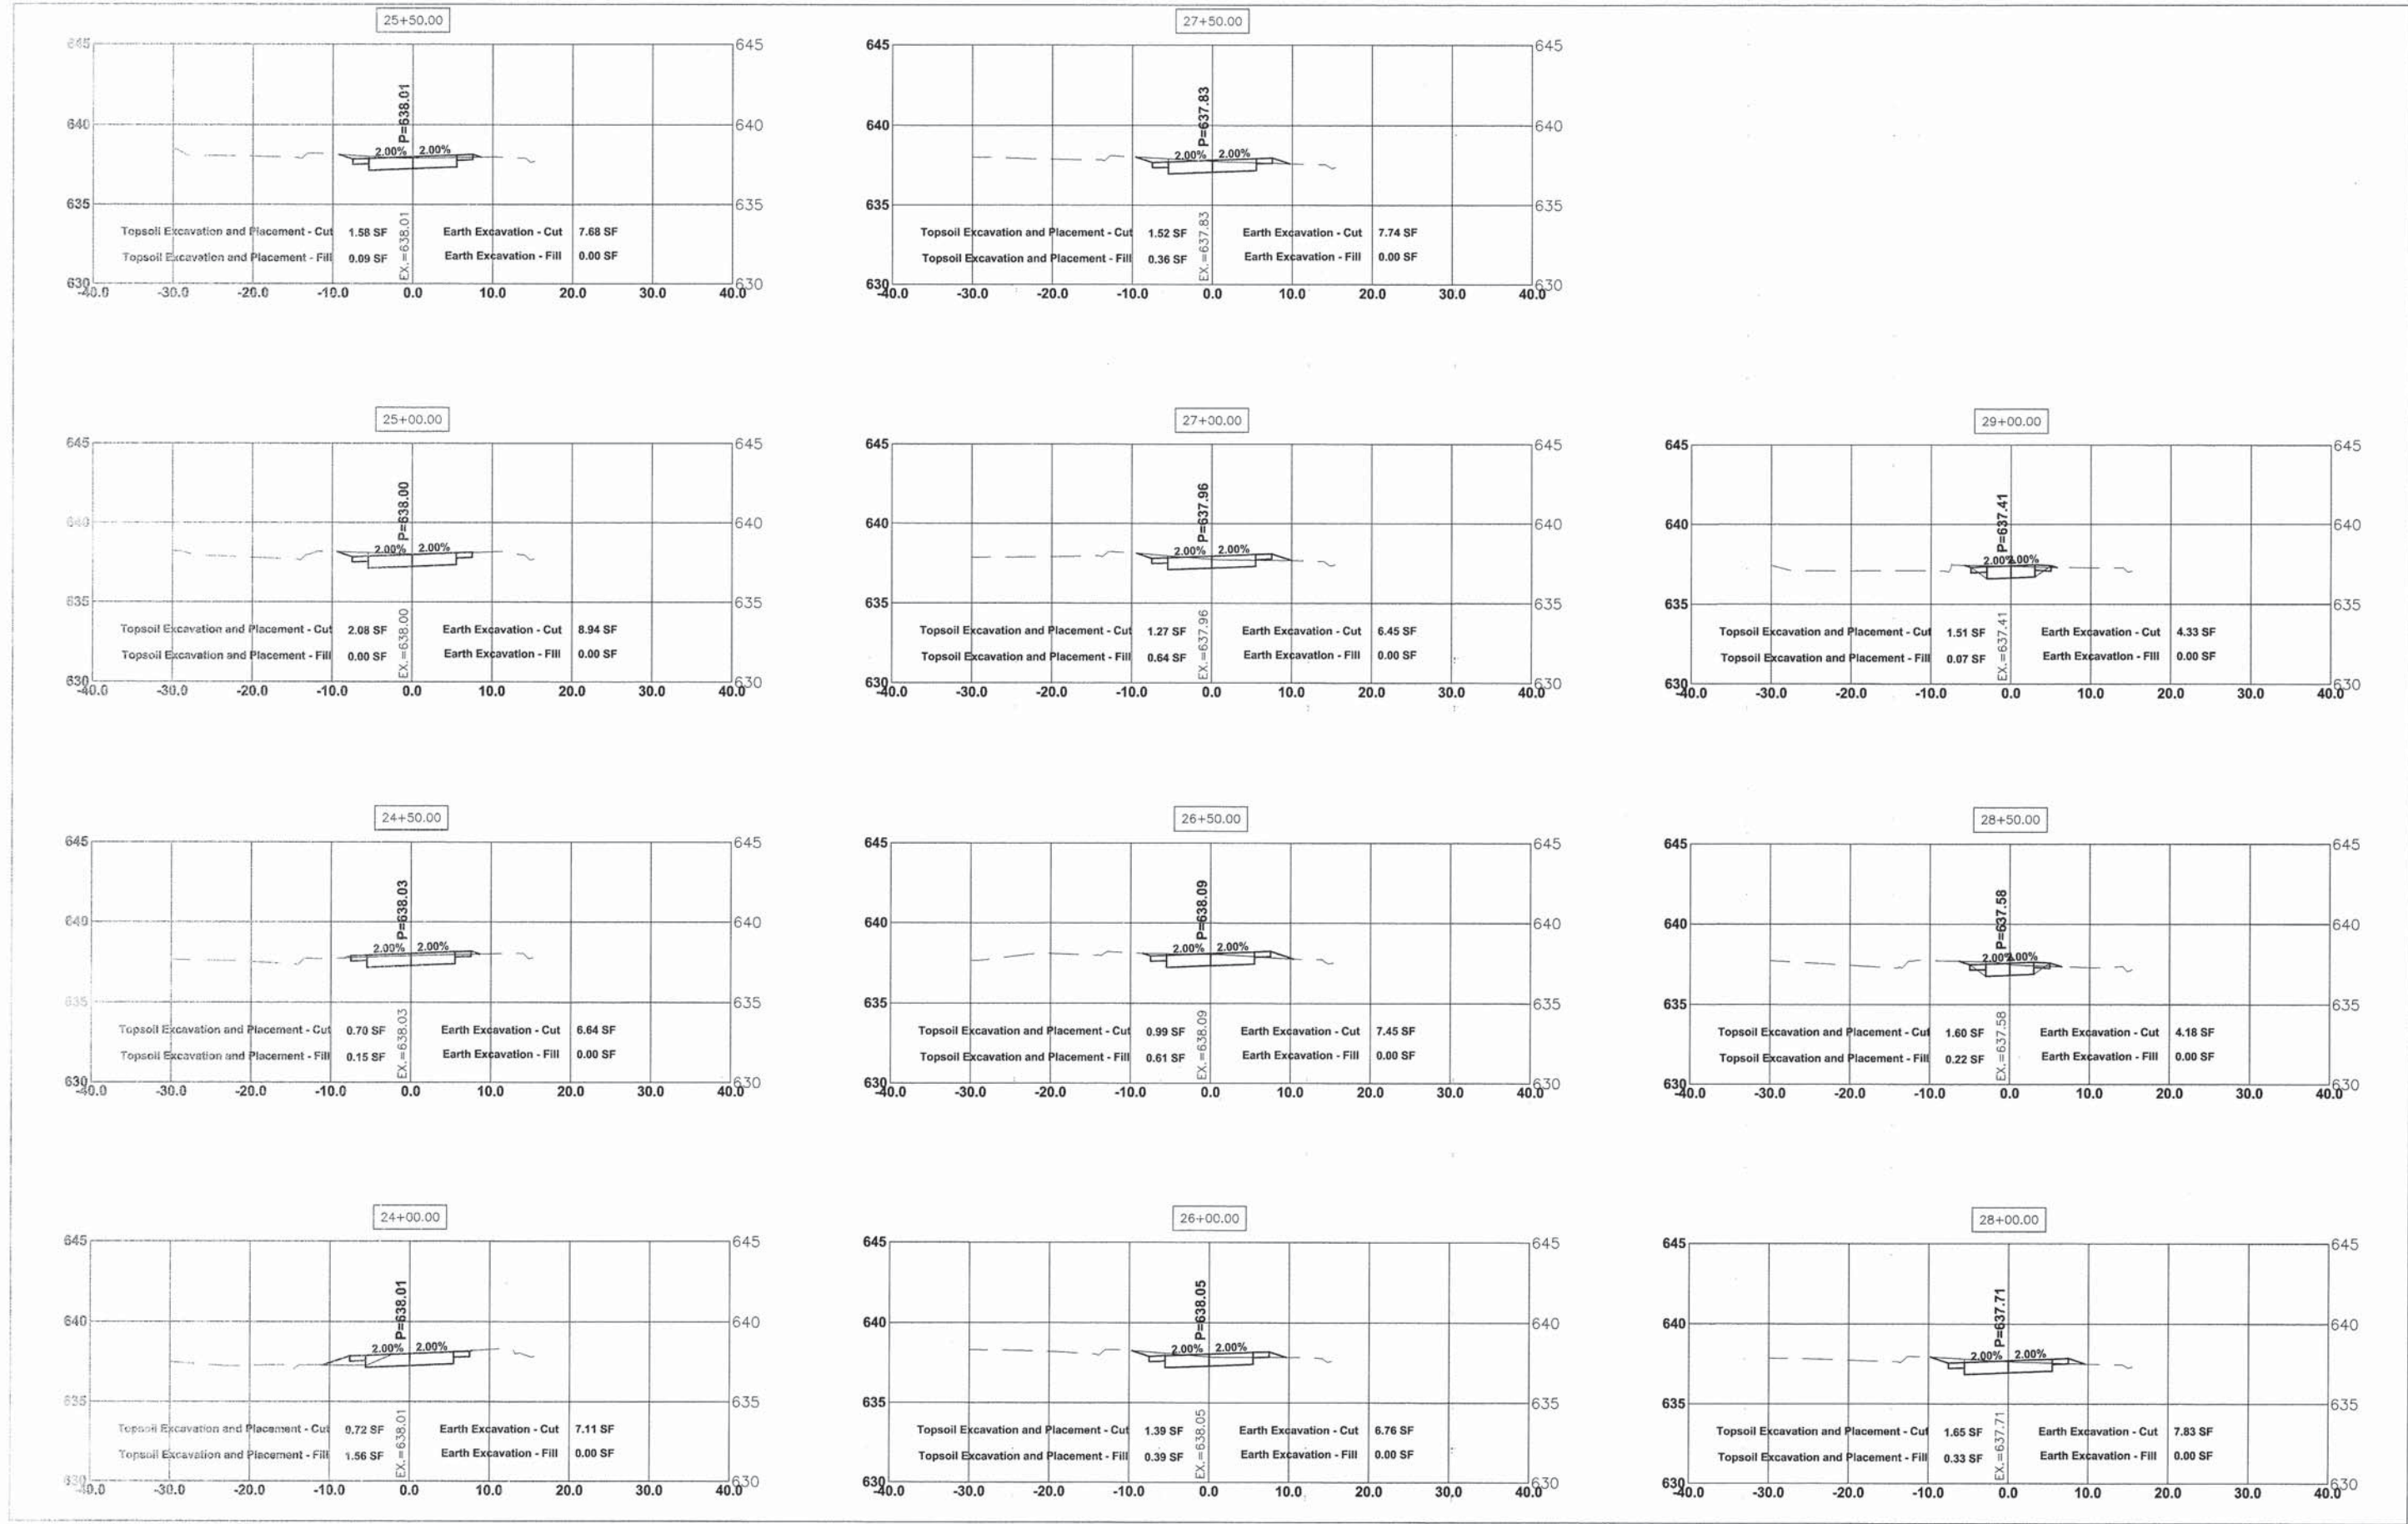 25+50.00
645 645
P=638.01
640 640
2.00% 2.00%
635 635
EX.=638.01
Topsoil Excavation and Placement - Cut 1.58 SF Earth Excavation - Cut 7.68 SF
Topsoil Excavation and Placement - Fill 0.09 SF Earth Excavation - Fill 0.00 SF
630 630
-40.0 -30.0 -20.0 -10.0 0.0 10.0 20.0 30.0 40.0
27+50.00
645 645
P=637.83
640 640
2.00% 2.00%
635 635
EX.=637.83
Topsoil Excavation and Placement - Cut 1.52 SF Earth Excavation - Cut 7.74 SF
Topsoil Excavation and Placement - Fill 0.36 SF Earth Excavation - Fill 0.00 SF
630 630
-40.0 -30.0 -20.0 -10.0 0.0 10.0 20.0 30.0 40.0
25+00.00
645 645
P=638.00
640 640
2.00% 2.00%
635 635
EX.=638.00
Topsoil Excavation and Placement - Cut 2.08 SF Earth Excavation - Cut 8.94 SF
Topsoil Excavation and Placement - Fill 0.00 SF Earth Excavation - Fill 0.00 SF
630 630
-40.0 -30.0 -20.0 -10.0 0.0 10.0 20.0 30.0 40.0
27+00.00
645 645
P=637.96
640 640
2.00% 2.00%
635 635
EX.=637.96
Topsoil Excavation and Placement - Cut 1.27 SF Earth Excavation - Cut 6.45 SF
Topsoil Excavation and Placement - Fill 0.64 SF Earth Excavation - Fill 0.00 SF
630 630
-40.0 -30.0 -20.0 -10.0 0.0 10.0 20.0 30.0 40.0
29+00.00
645 645
P=637.41
640 640
2.00% 2.00%
635 635
EX.=637.41
Topsoil Excavation and Placement - Cut 1.51 SF Earth Excavation - Cut 4.33 SF
Topsoil Excavation and Placement - Fill 0.07 SF Earth Excavation - Fill 0.00 SF
630 630
-40.0 -30.0 -20.0 -10.0 0.0 10.0 20.0 30.0 40.0
24+50.00
645 645
P=638.03
640 640
2.00% 2.00%
635 635
EX.=638.03
Topsoil Excavation and Placement - Cut 0.70 SF Earth Excavation - Cut 6.64 SF
Topsoil Excavation and Placement - Fill 0.15 SF Earth Excavation - Fill 0.00 SF
630 630
-40.0 -30.0 -20.0 -10.0 0.0 10.0 20.0 30.0 40.0
26+50.00
645 645
P=638.09
640 640
2.00% 2.00%
635 635
EX.=638.09
Topsoil Excavation and Placement - Cut 0.99 SF Earth Excavation - Cut 7.45 SF
Topsoil Excavation and Placement - Fill 0.61 SF Earth Excavation - Fill 0.00 SF
630 630
-40.0 -30.0 -20.0 -10.0 0.0 10.0 20.0 30.0 40.0
28+50.00
645 645
P=637.58
640 640
2.00% 2.00%
635 635
EX.=637.58
Topsoil Excavation and Placement - Cut 1.60 SF Earth Excavation - Cut 4.18 SF
Topsoil Excavation and Placement - Fill 0.22 SF Earth Excavation - Fill 0.00 SF
630 630
-40.0 -30.0 -20.0 -10.0 0.0 10.0 20.0 30.0 40.0
24+00.00
645 645
P=638.01
640 640
2.00% 2.00%
635 635
EX.=638.01
Topsoil Excavation and Placement - Cut 0.72 SF Earth Excavation - Cut 7.11 SF
Topsoil Excavation and Placement - Fill 1.56 SF Earth Excavation - Fill 0.00 SF
630 630
-40.0 -30.0 -20.0 -10.0 0.0 10.0 20.0 30.0 40.0
26+00.00
645 645
P=638.05
640 640
2.00% 2.00%
635 635
EX.=638.05
Topsoil Excavation and Placement - Cut 1.39 SF Earth Excavation - Cut 6.76 SF
Topsoil Excavation and Placement - Fill 0.39 SF Earth Excavation - Fill 0.00 SF
630 630
-40.0 -30.0 -20.0 -10.0 0.0 10.0 20.0 30.0 40.0
28+00.00
645 645
P=637.71
640 640
2.00% 2.00%
635 635
EX.=637.71
Topsoil Excavation and Placement - Cut 1.65 SF Earth Excavation - Cut 7.83 SF
Topsoil Excavation and Placement - Fill 0.33 SF Earth Excavation - Fill 0.00 SF
630 630
-40.0 -30.0 -20.0 -10.0 0.0 10.0 20.0 30.0 40.0